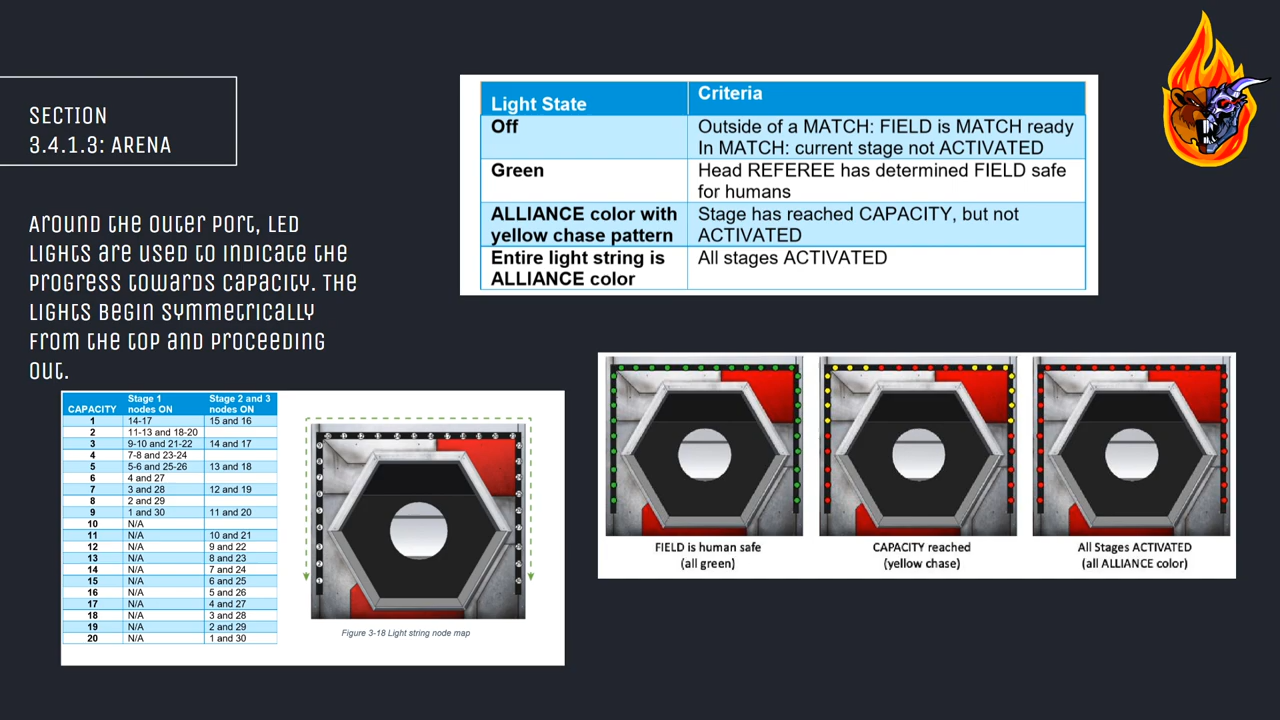 SECTION
3.4.1.3: ARENA
Around the outer port, LED
lights are used to indicate the
progress towards capacity. The
lights begin symmetrically
from the top and proceeding
out.
Light State Criteria
Off Outside of a MATCH: FIELD is MATCH ready
In MATCH: current stage not ACTIVATED
Green Head REFEREE has determined FIELD safe
for humans
ALLIANCE color with Stage has reached CAPACITY, but not
yellow chase pattern ACTIVATED
Entire light string is All stages ACTIVATED
ALLIANCE color
Stage 1 Stage 2 and 3
CAPACITY nodes ON nodes ON
1 14-17 15 and 16
2 11-13 and 18-20
3 9-10 and 21-22 14 and 17
4 7-8 and 23-24
5 5-6 and 25-26 13 and 18
6 4 and 27
7 3 and 28 12 and 19
8 2 and 29
9 1 and 30 11 and 20
10 N/A
11 N/A 10 and 21
12 N/A 9 and 22
13 N/A 8 and 23
14 N/A 7 and 24
15 N/A 6 and 25
16 N/A 5 and 26
17 N/A 4 and 27
18 N/A 3 and 28
19 N/A 2 and 29
20 N/A 1 and 30
Figure 3-18 Light string node map
FIELD is human safe
(all green)
CAPACITY reached
(yellow chase)
All Stages ACTIVATED
(all ALLIANCE color)